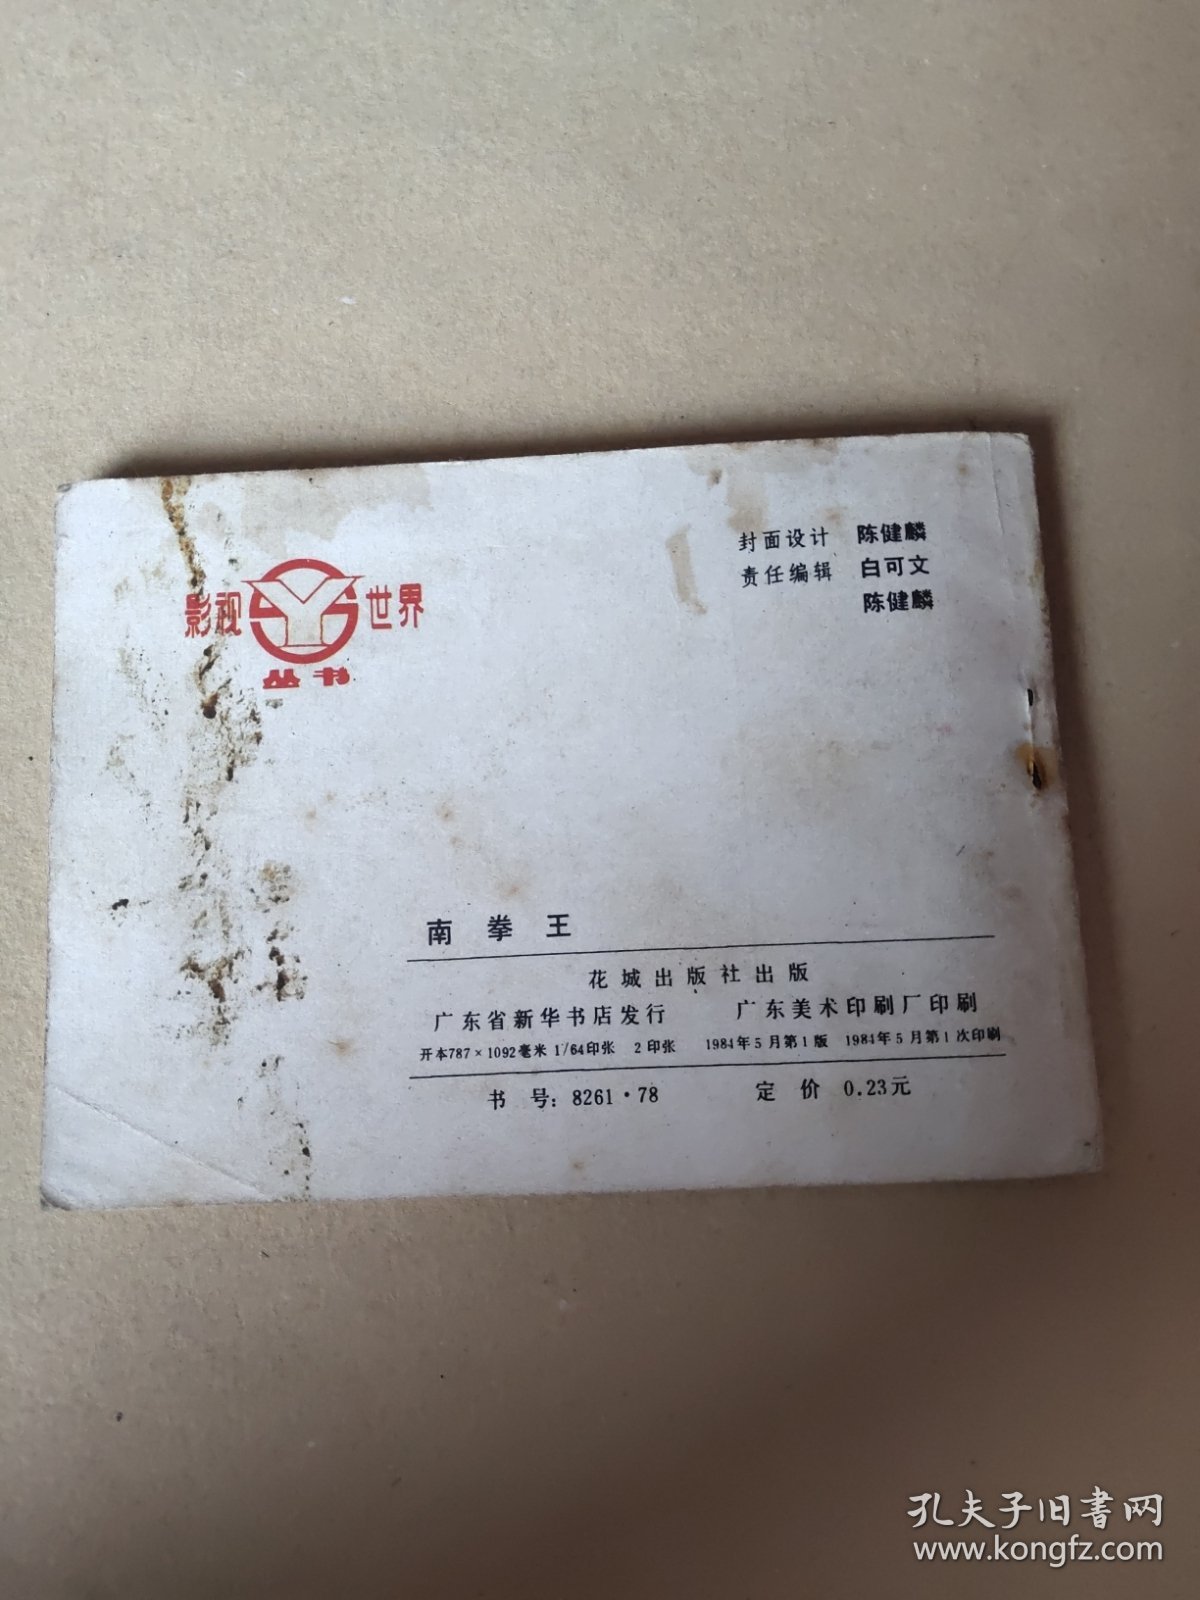 封面设计 陈健麟
责任编辑 白可文
陈健麟
影视 世界
丛书
南拳王
花城出版社出版
广东省新华书店发行 广东美术印刷厂印刷
开本787×1092毫米 1/64印张 2印张 1984年5月第1版 1984年5月第1次印刷
书号：8261·78 定价 0.23元
孔夫子旧书网
www.kongfz.com